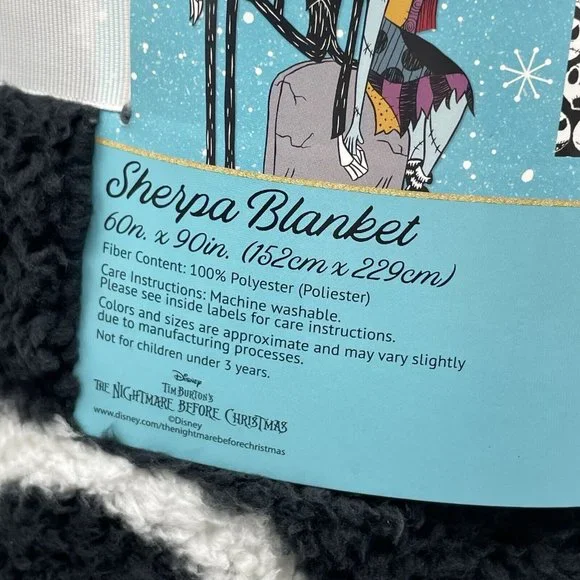 Sherpa Blanket
60n. x 90in. (152cm x 229cm)
Fiber Content: 100% Polyester (Poliester)
Care Instructions: Machine washable.
Please see inside labels for care instructions.
Colors and sizes are approximate and may vary slightly
due to manufacturing processes.
Not for children under 3 years.
Disney
TIM BURTON'S
THE NIGHTMARE BEFORE CHRISTMAS
©Disney
www.disney.com/thenightmarebeforechristmas